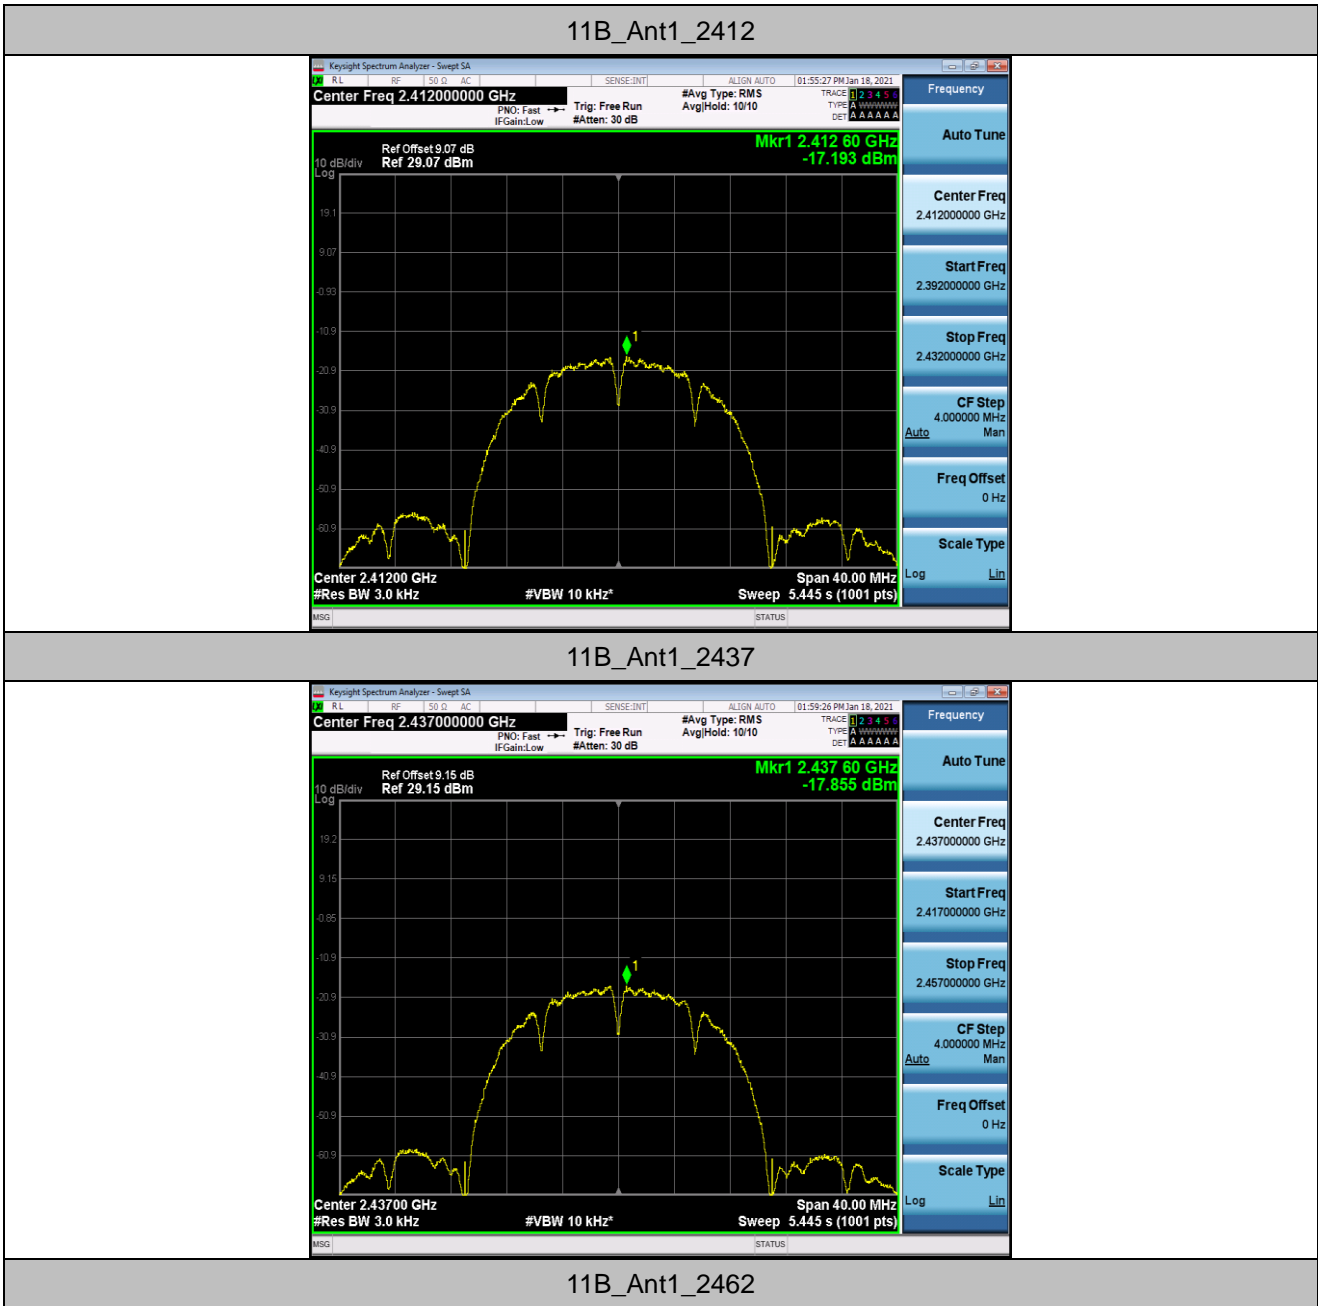 11B_Ant1_2412
Keysight Spectrum Analyzer - Swept SA
RL RF 50 Ω AC SENSE:INT ALIGN AUTO 01:55:27 PM Jan 18, 2021
Center Freq 2.412000000 GHz
PNO: Fast
IFGain:Low
Trig: Free Run
#Atten: 30 dB
#Avg Type: RMS
Avg|Hold: 10/10
TRACE 1 2 3 4 5 6
TYPE A WWWWW
DET A A A A A A
Frequency
Mkr1 2.412 60 GHz
-17.193 dBm
Ref Offset 9.07 dB
10 dB/div Ref 29.07 dBm
Log
19.1
9.07
-0.93
-10.9
-20.9
-30.9
-40.9
-50.9
-60.9
1
Center 2.41200 GHz Span 40.00 MHz
#Res BW 3.0 kHz #VBW 10 kHz* Sweep 5.445 s (1001 pts)
Auto Tune
Center Freq
2.412000000 GHz
Start Freq
2.392000000 GHz
Stop Freq
2.432000000 GHz
CF Step
4.000000 MHz
Auto Man
Freq Offset
0 Hz
Scale Type
Log Lin
MSG STATUS
11B_Ant1_2437
Keysight Spectrum Analyzer - Swept SA
RL RF 50 Ω AC SENSE:INT ALIGN AUTO 01:59:26 PM Jan 18, 2021
Center Freq 2.437000000 GHz
PNO: Fast
IFGain:Low
Trig: Free Run
#Atten: 30 dB
#Avg Type: RMS
Avg|Hold: 10/10
TRACE 1 2 3 4 5 6
TYPE A WWWWW
DET A A A A A A
Frequency
Mkr1 2.437 60 GHz
-17.855 dBm
Ref Offset 9.15 dB
10 dB/div Ref 29.15 dBm
Log
19.2
9.15
-0.85
-10.9
-20.9
-30.9
-40.9
-50.9
-60.9
1
Center 2.43700 GHz Span 40.00 MHz
#Res BW 3.0 kHz #VBW 10 kHz* Sweep 5.445 s (1001 pts)
Auto Tune
Center Freq
2.437000000 GHz
Start Freq
2.417000000 GHz
Stop Freq
2.457000000 GHz
CF Step
4.000000 MHz
Auto Man
Freq Offset
0 Hz
Scale Type
Log Lin
MSG STATUS
11B_Ant1_2462